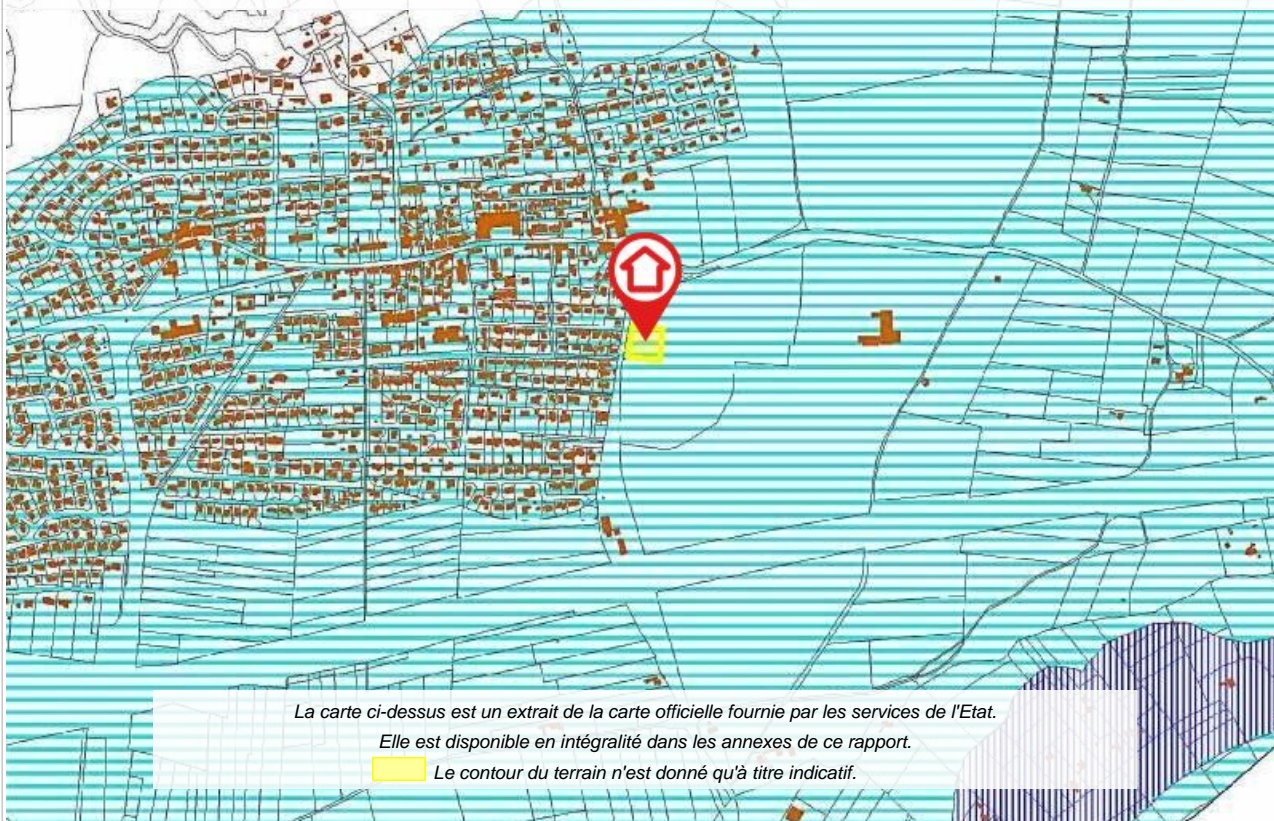 La carte ci-dessus est un extrait de la carte officielle fournie par les services de l'Etat.
Elle est disponible en intégralité dans les annexes de ce rapport.
Le contour du terrain n'est donné qu'à titre indicatif.